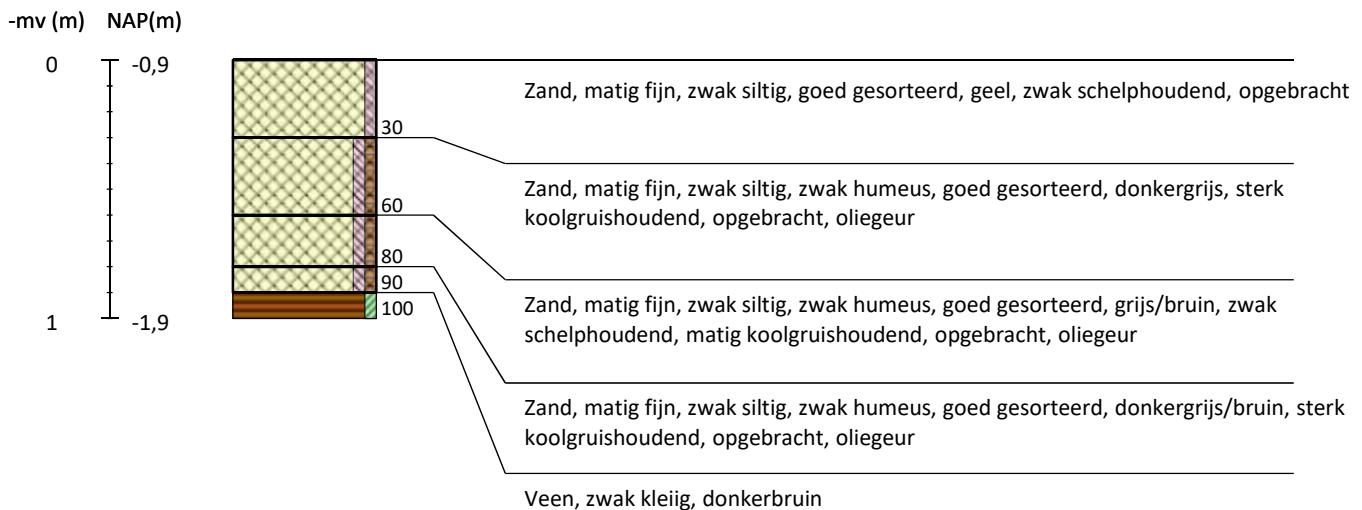 -mv (m) NAP(m)
0 -0,9
Zand, matig fijn, zwak siltig, goed gesorteerd, geel, zwak schelphoudend, opgebracht
30
Zand, matig fijn, zwak siltig, zwak humeus, goed gesorteerd, donkergrijs, sterk
koolgruishoudend, opgebracht, oliegeur
60
80
90
Zand, matig fijn, zwak siltig, zwak humeus, goed gesorteerd, grijs/bruin, zwak
100
1 -1,9
schelphoudend, matig koolgruishoudend, opgebracht, oliegeur
Zand, matig fijn, zwak siltig, zwak humeus, goed gesorteerd, donkergrijs/bruin, sterk
koolgruishoudend, opgebracht, oliegeur
Veen, zwak kleiig, donkerbruin